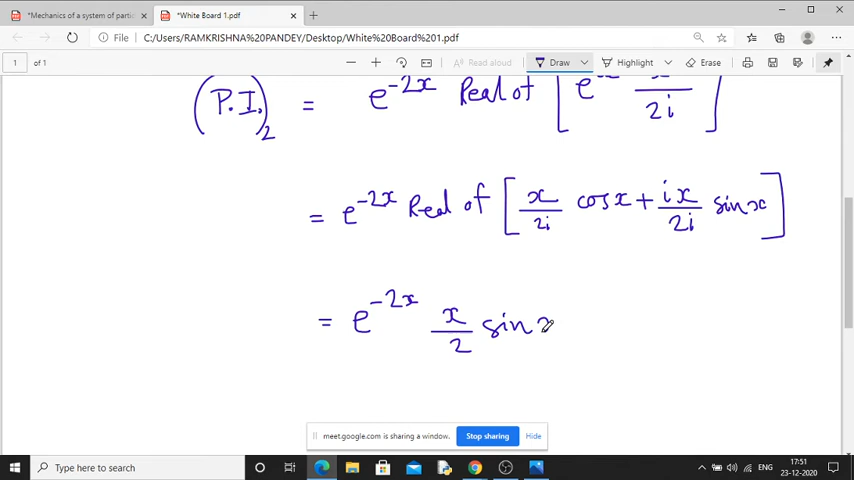 *Mechanics of a system of partic
*White Board 1.pdf
File C:/Users/RAMKRISHNA%20PANDEY/Desktop/White%20Board%201.pdf
1 of 1 Read aloud Draw Highlight Erase
(P.I.)₂ = e^{-2x} Real of [ x/2i ]
= e^{-2x} Real of [ x/2i cosx + ix/2i sinx ]
= e^{-2x} x/2 sin x
meet.google.com is sharing a window. Stop sharing Hide
Type here to search
ENG
17:51
23-12-2020